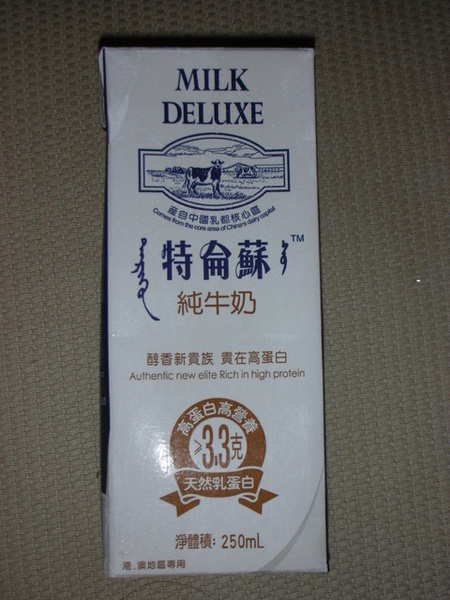 MILK
DELUXE
產自中國乳都核心區
Comes from the core area of China's dairy capital
特侖蘇 TM
純牛奶
醇香新貴族 貴在高蛋白
Authentic new elite Rich in high protein
高蛋白高營養
>3.3克
天然乳蛋白
淨體積: 250mL
港、澳地區專用